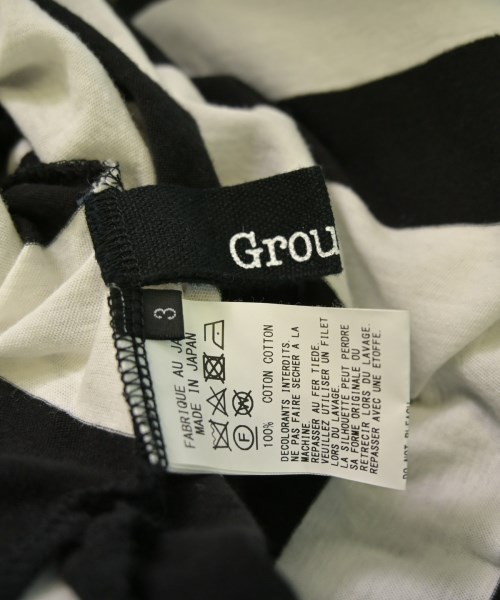 Grou
3
FABRIQUE AU JA
MADE IN JAPAN
F
100% COTON COTTON
DECOLORANTS INTERDITS.
NE PAS FAIRE SECHER A LA
MACHINE.
REPASSER AU FER TIEDE.
VEUILLEZ UTILISER UN FILET
LORS DU LAVAGE.
LA SILHOUETTE PEUT PERDRE
SA FORME ORIGINALE OU
RETRECIR LORS DU LAVAGE.
REPASSER AVEC UNE ETOFFE.